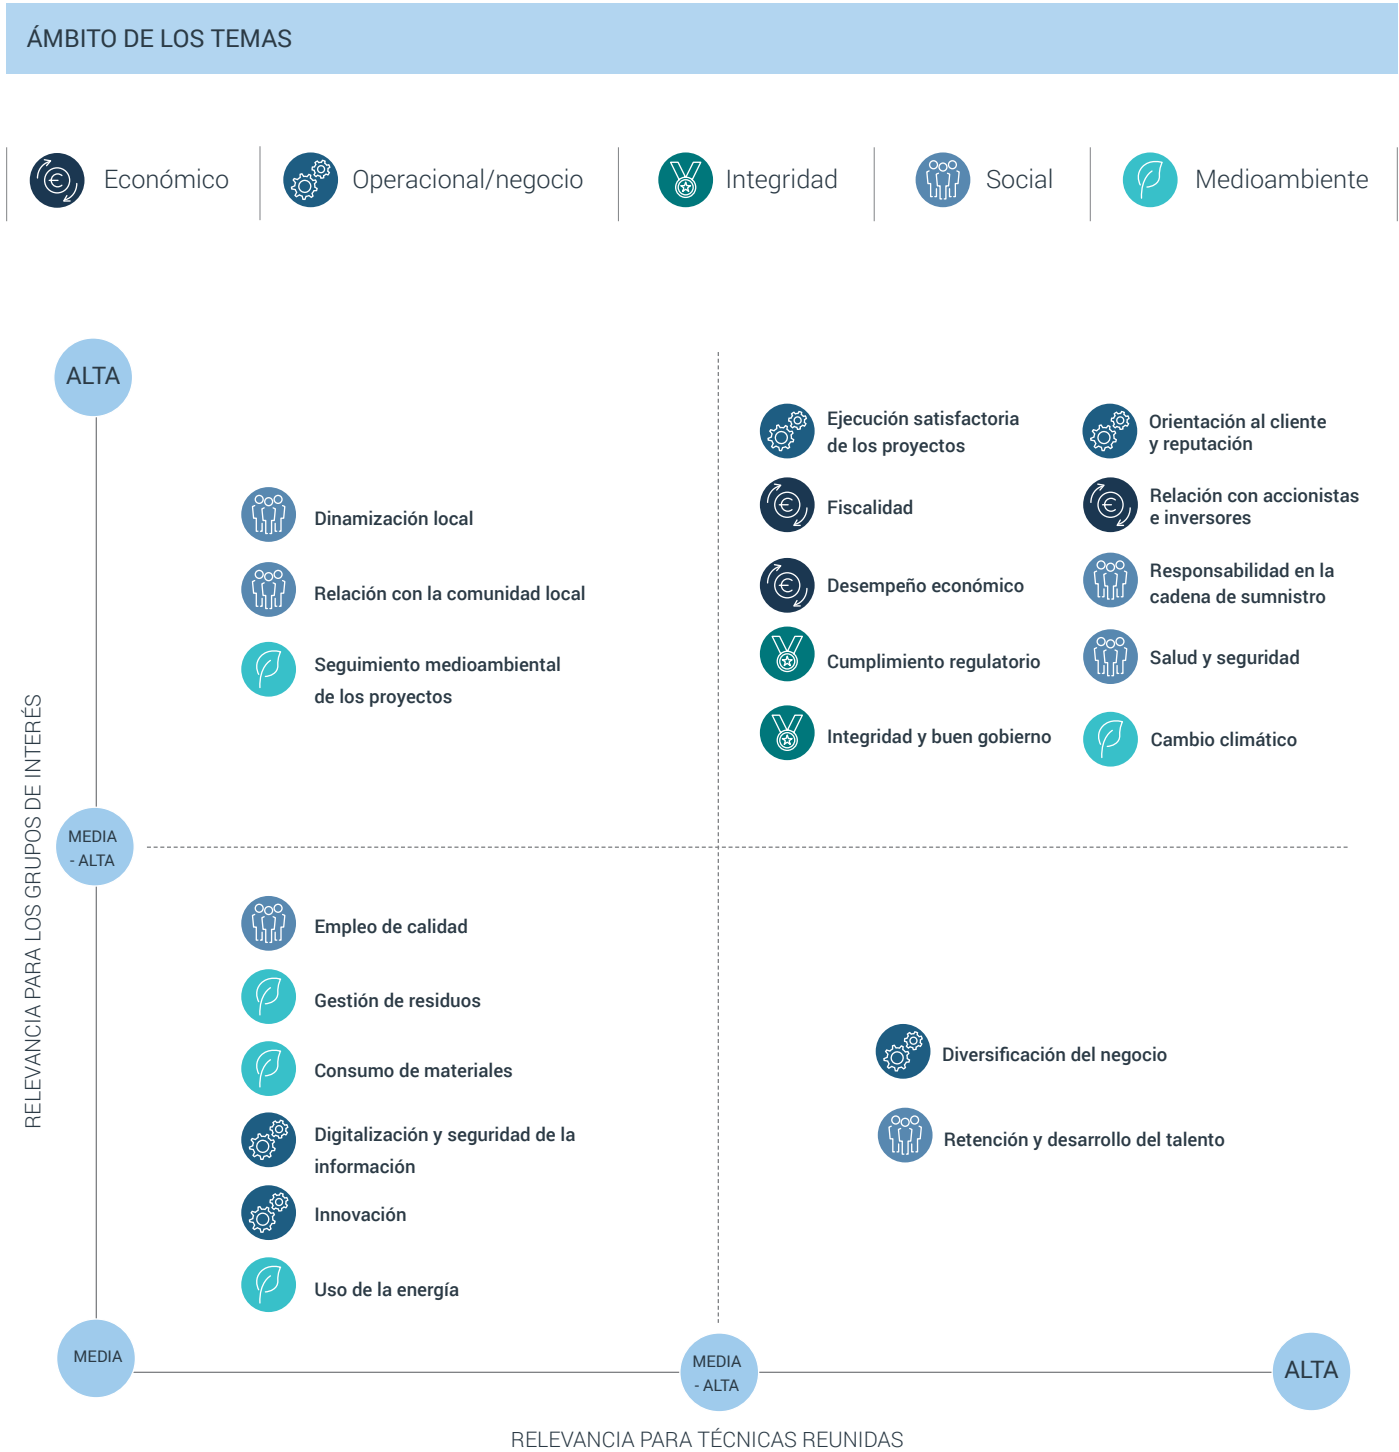 ÁMBITO DE LOS TEMAS
Económico
Operacional/negocio
Integridad
Social
Medioambiente
ALTA
Dinamización local
Relación con la comunidad local
Seguimiento medioambiental
de los proyectos
Ejecución satisfactoria
de los proyectos
Fiscalidad
Desempeño económico
Cumplimiento regulatorio
Integridad y buen gobierno
Orientación al cliente
y reputación
Relación con accionistas
e inversores
Responsabilidad en la
cadena de sumnistro
Salud y seguridad
Cambio climático
RELEVANCIA PARA LOS GRUPOS DE INTERÉS
MEDIA
- ALTA
Empleo de calidad
Gestión de residuos
Consumo de materiales
Digitalización y seguridad de la
información
Innovación
Uso de la energía
Diversificación del negocio
Retención y desarrollo del talento
MEDIA
MEDIA
- ALTA
ALTA
RELEVANCIA PARA TÉCNICAS REUNIDAS